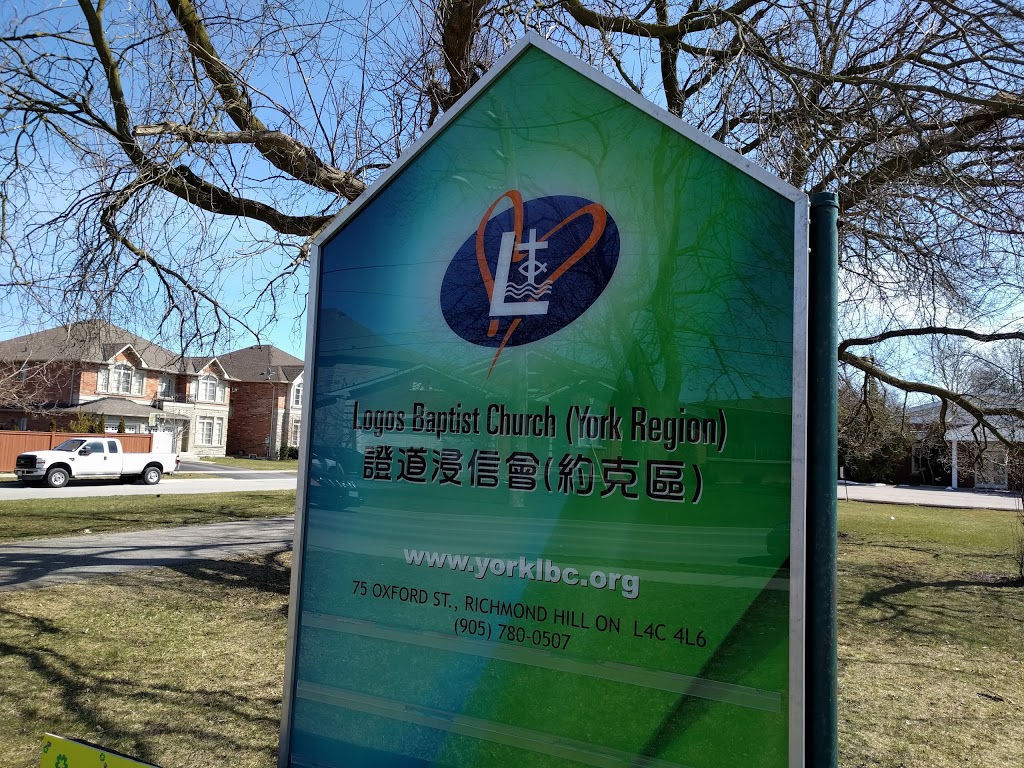 Logos Baptist Church (York Region)
證道浸信會(約克區)
www.yorklbc.org
75 OXFORD ST., RICHMOND HILL ON L4C 4L6
(905) 780-0507